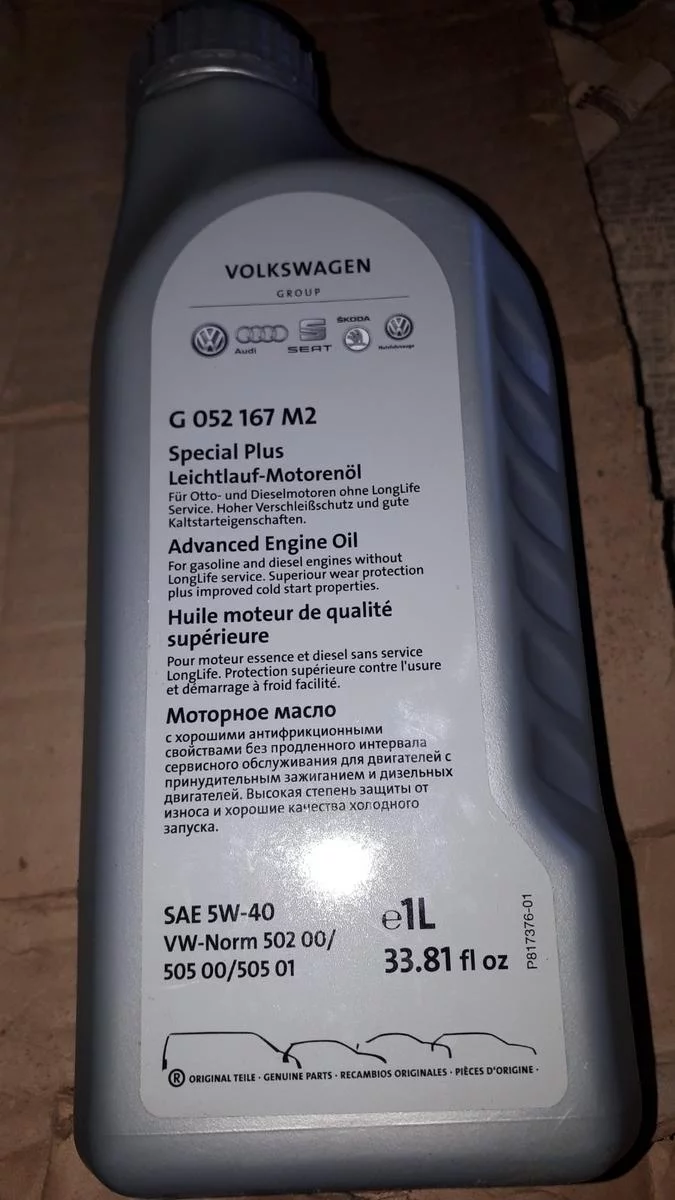 VOLKSWAGEN
GROUP
Audi
SEAT
ŠKODA
Nutzfahrzeuge
G 052 167 M2
Special Plus
Leichtlauf-Motorenöl
Für Otto- und Dieselmotoren ohne LongLife
Service. Hoher Verschleißschutz und gute
Kaltstarteigenschaften.
Advanced Engine Oil
For gasoline and diesel engines without
LongLife service. Superiour wear protection
plus improved cold start properties.
Huile moteur de qualité
supérieure
Pour moteur essence et diesel sans service
LongLife. Protection supérieure contre l'usure
et démarrage à froid facilité.
Моторное масло
с хорошими антифрикционными
свойствами без продленного интервала
сервисного обслуживания для двигателей с
принудительным зажиганием и дизельных
двигателей. Высокая степень защиты от
износа и хорошие качества холодного
запуска.
SAE 5W-40
VW-Norm 502 00/
505 00/505 01
℮1L
33.81 fl oz
P817376-01
® ORIGINAL TEILE · GENUINE PARTS · RECAMBIOS ORIGINALES · PIÈCES D'ORIGINE ·